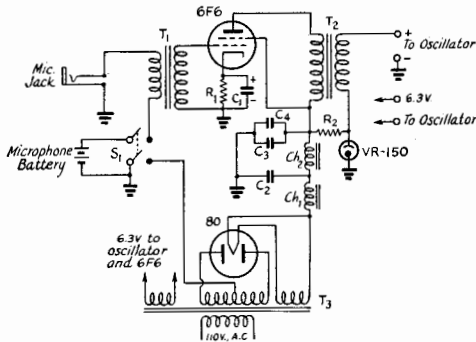 6F6
T1
T2
+
To Oscillator
-
Mic.
Jack
R1
C1
+
-
6.3V.
To Oscillator
C4
R2
C3
Ch2
VR-150
S1
Microphone
Battery
C2
Ch1
80
6.3V to
oscillator
and 6F6
T3
110V., A.C